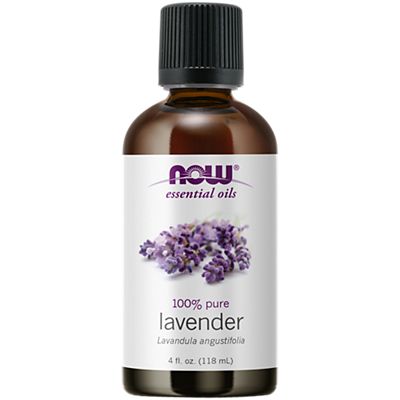 NOW®
essential oils
100% pure
lavender
Lavandula angustifolia
4 fl. oz. (118 mL)